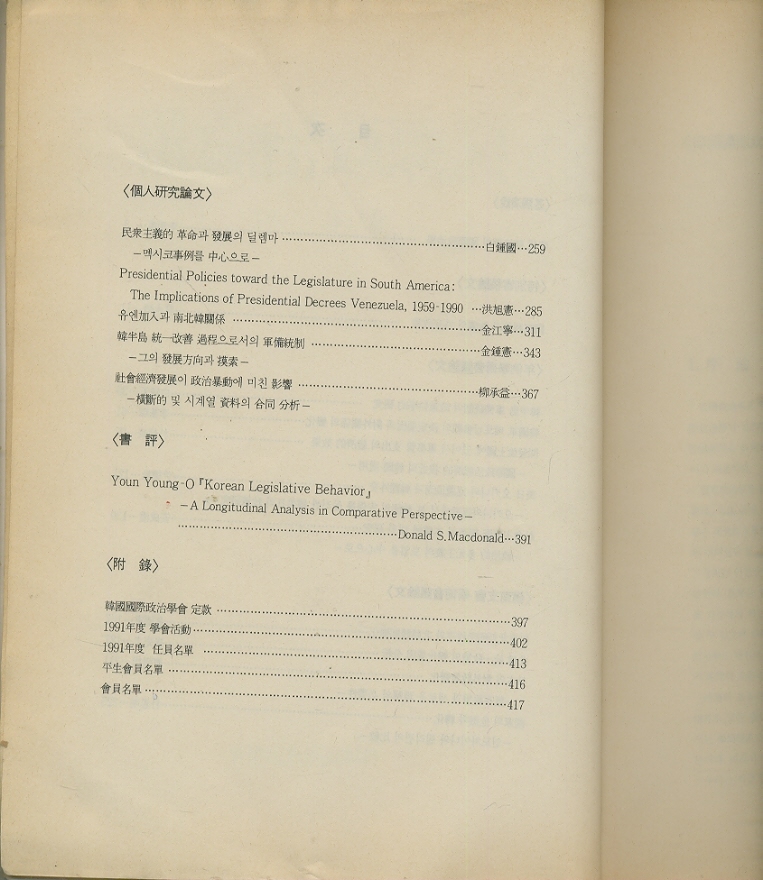 〈個人硏究論文〉
民衆主義的 革命과 發展의 딜렘마 ……………………………………白鍾國…259
－멕시코事例를 中心으로－
Presidential Policies toward the Legislature in South America:
The Implications of Presidential Decrees Venezuela, 1959-1990 …洪旭憲…285
유엔加入과 南北韓關係 ……………………………………………金江寧…311
韓半島 統一改善 過程으로서의 軍備統制 ……………………………金鍾憲…343
－그의 發展方向과 摸索－
社會經濟發展이 政治暴動에 미친 影響 ………………………………柳承益…367
－橫斷的 및 시계열 資料의 合同 分析－
〈書 評〉
Youn Young-O『Korean Legislative Behavior』
－A Longitudinal Analysis in Comparative Perspective－
……………………………………Donald S.Macdonald…391
〈附 錄〉
韓國國際政治學會 定款 ……………………………………………………397
1991年度 學會活動……………………………………………………………402
1991年度 任員名單 ……………………………………………………………413
平生會員名單 …………………………………………………………………416
會員名單 ………………………………………………………………………417